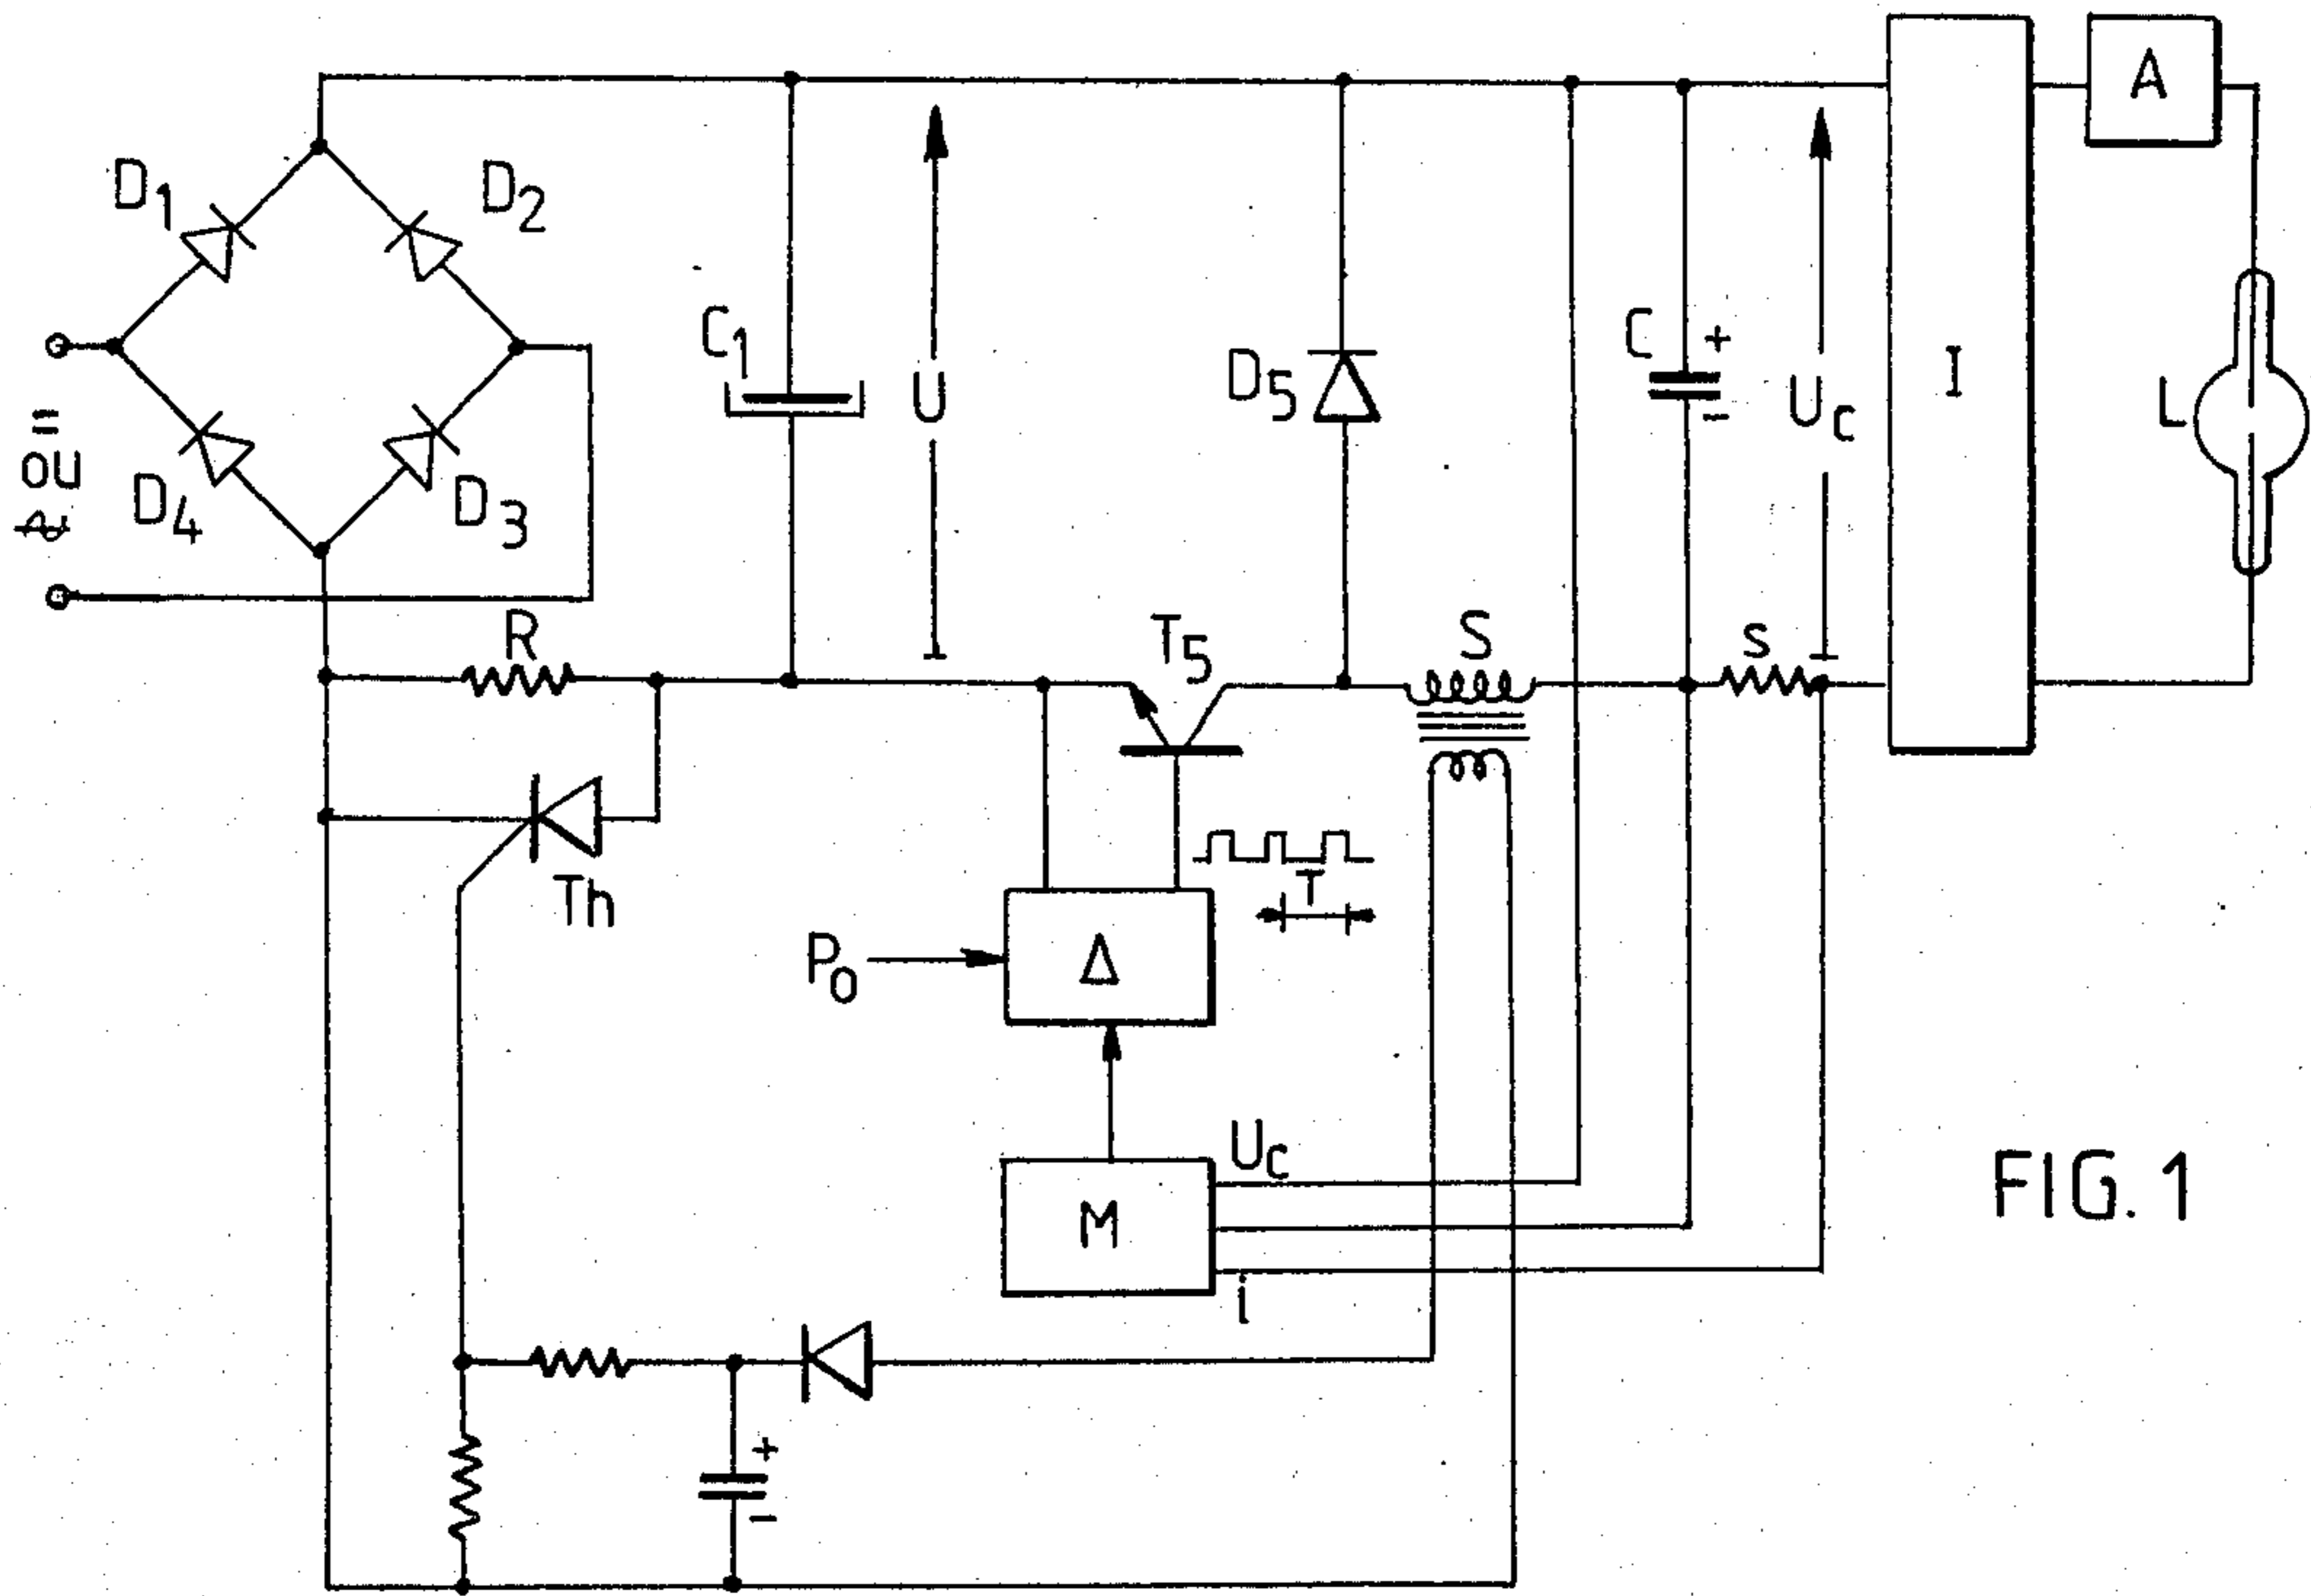 A
D1
D2
C1
U
D5
C
+
-
Uc
I
L
=
OU
~
D4
D3
R
T5
S
s
Th
T
P0
Δ
Uc
M
i
FIG. 1
+
-